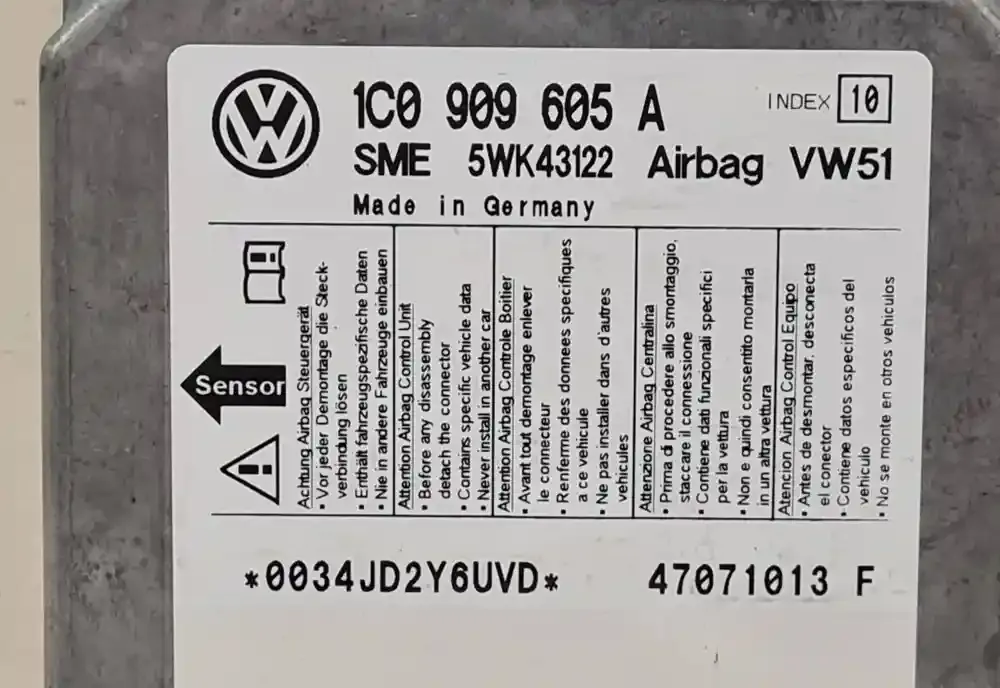 1C0 909 605 A
INDEX 10
SME 5WK43122 Airbag VW51
Made in Germany
Sensor
Achtung Airbag Steuergerät
• Vor jeder Demontage die Steck-
verbindung lösen
• Enthält fahrzeugspezifische Daten
• Nie in andere Fahrzeuge einbauen
Attention Airbag Control Unit
• Before any disassembly
detach the connector
• Contains specific vehicle data
• Never install in another car
Attention Airbag Controle Boitier
• Avant tout demontage enlever
le connecteur
• Renferme des donnees specifiques
a ce vehicule
• Ne pas installer dans d'autres
vehicules
Attenzione Airbag Centralina
• Prima di procedere allo smontaggio,
staccare il connessione
• Contiene dati funzionali specifici
per la vettura
• Non e quindi consentito montarla
in un altra vettura
Atencion Airbag Control Equipo
• Antes de desmontar, desconecta
el conector
• Contiene datos especificos del
vehiculo
• No se monte en otros vehiculos
*0034JD2Y6UVD* 47071013 F